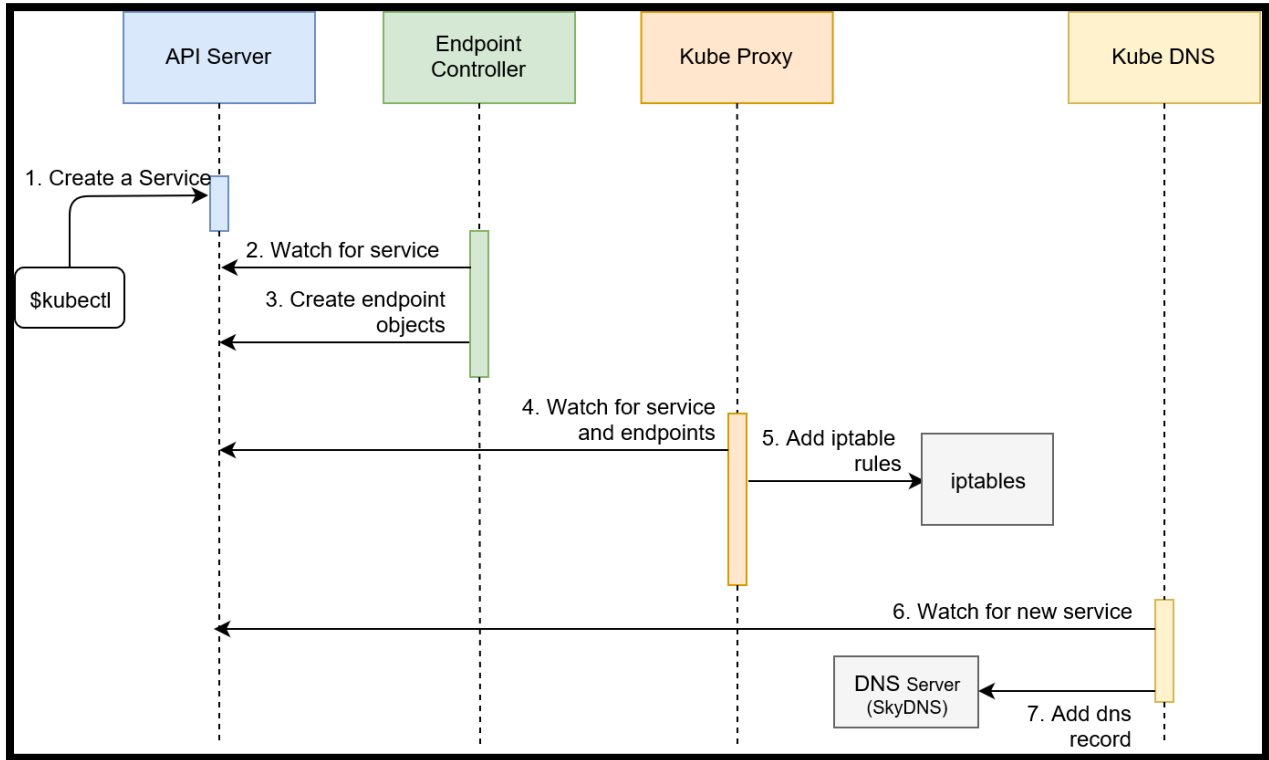 API Server
Endpoint
Controller
Kube Proxy
Kube DNS
1. Create a Service
$kubectl
2. Watch for service
3. Create endpoint
objects
4. Watch for service
and endpoints
5. Add iptable
rules
iptables
6. Watch for new service
DNS Server
(SkyDNS)
7. Add dns
record